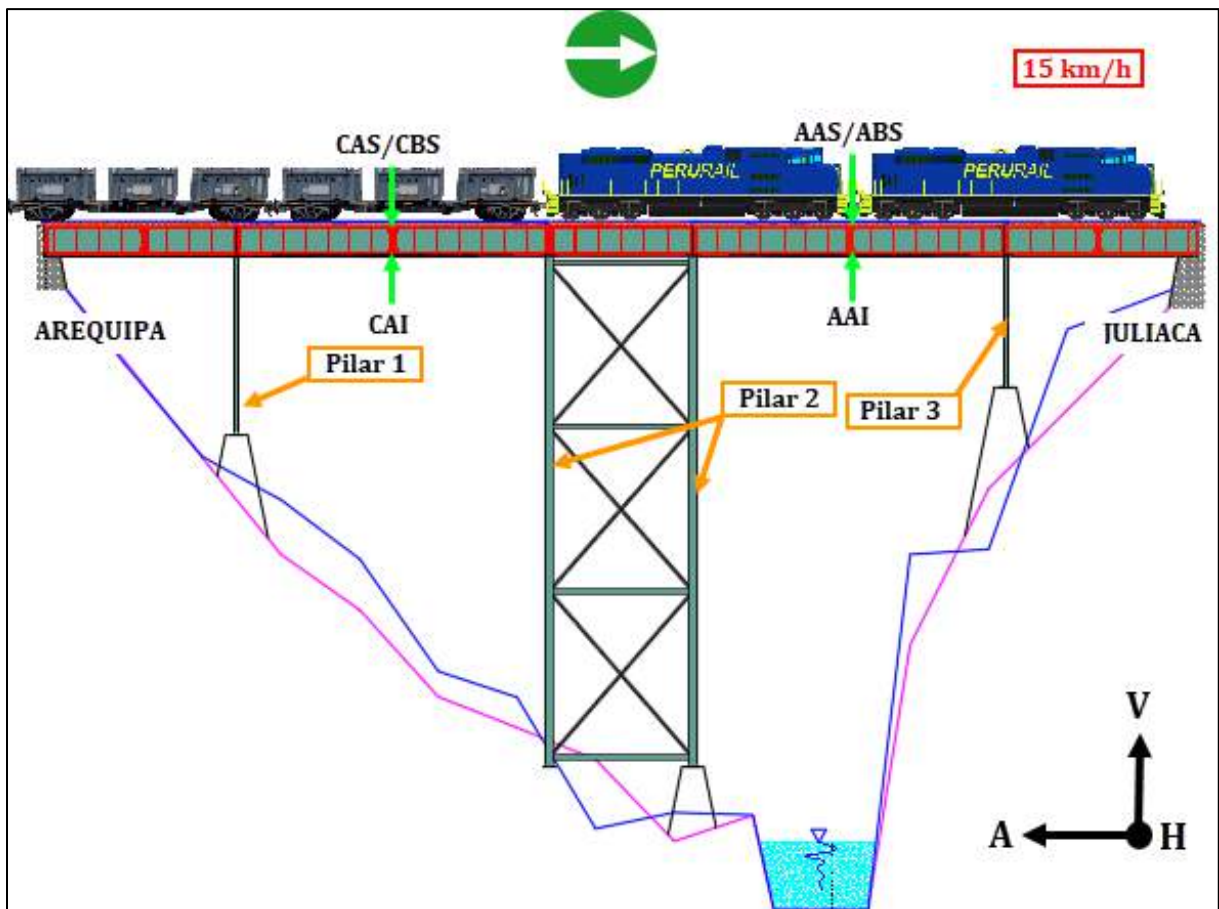 15 km/h
CAS/CBS
AAS/ABS
PERURAIL
PERURAIL
CAI
AAI
AREQUIPA
JULIACA
Pilar 1
Pilar 2
Pilar 3
V
A
H